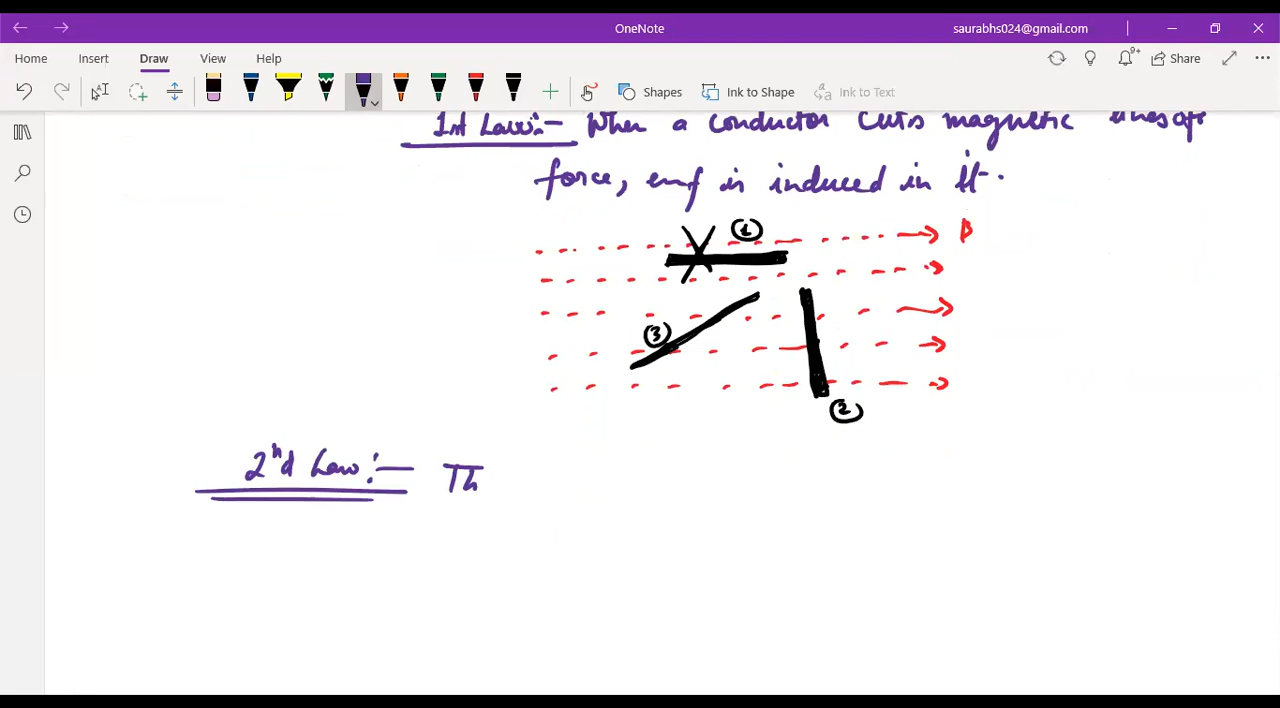 OneNote
saurabhs024@gmail.com
Home Insert Draw View Help
Share
Shapes Ink to Shape Ink to Text
1st Law:- When a conductor cuts magnetic lines of
force, emf is induced in it.
① B
③
②
2nd Law:- Th